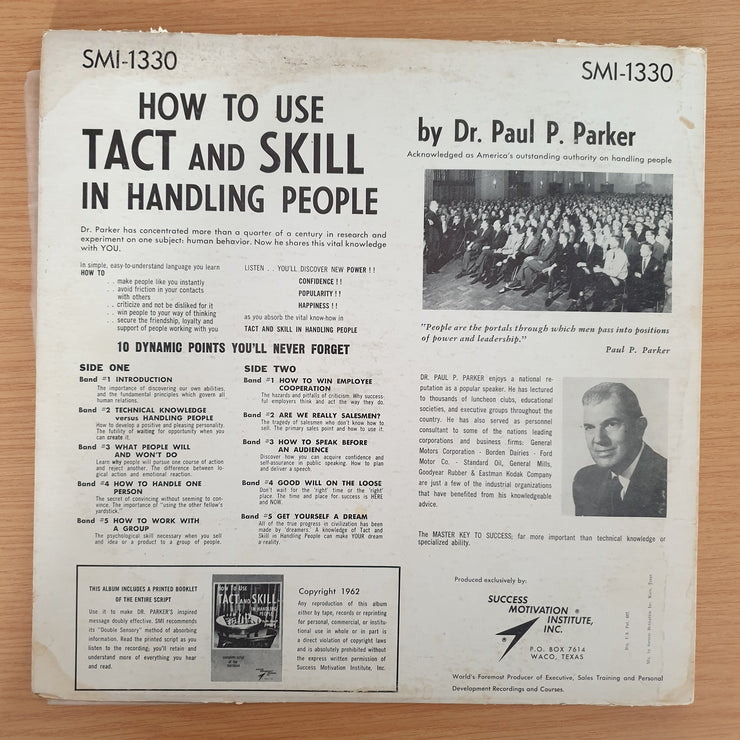 SMI-1330
SMI-1330
HOW TO USE
TACT AND SKILL
IN HANDLING PEOPLE
by Dr. Paul P. Parker
Acknowledged as America's outstanding authority on handling people
Dr. Parker has concentrated more than a quarter of a century in research and
experiment on one subject: human behavior. Now he shares this vital knowledge
with YOU.
In simple, easy-to-understand language you learn
HOW TO
. . make people like you instantly
. . avoid friction in your contacts
with others
. . criticize and not be disliked for it
. . win people to your way of thinking
. . secure the friendship, loyalty and
support of people working with you
LISTEN . . YOU'LL DISCOVER NEW POWER!!
CONFIDENCE!!
POPULARITY!!
HAPPINESS!!
as you absorb the vital know-how in
TACT AND SKILL IN HANDLING PEOPLE
10 DYNAMIC POINTS YOU'LL NEVER FORGET
SIDE ONE
Band #1 INTRODUCTION
The importance of discovering our own abilities,
and the fundamental principles which govern all
human relations.
Band #2 TECHNICAL KNOWLEDGE
versus HANDLING PEOPLE
How to develop a positive and pleasing personality.
The futility of waiting for opportunity when you
can create it.
Band #3 WHAT PEOPLE WILL
AND WON'T DO
Learn why people will pursue one course of action
and reject another. The difference between lo-
gical action and emotional reaction.
Band #4 HOW TO HANDLE ONE
PERSON
The secret of convincing without seeming to con-
vince. The importance of "using the other fellow's
yardstick."
Band #5 HOW TO WORK WITH
A GROUP
The psychological skill necessary when you sell
and idea or a product to a group of people.
SIDE TWO
Band #1 HOW TO WIN EMPLOYEE
COOPERATION
The hazards and pitfalls of criticism. Why success-
ful employers think and act the way they do.
Band #2 ARE WE REALLY SALESMEN?
The tragedy of salesmen who don't know how to
sell. The primary sales point and how to use it.
Band #3 HOW TO SPEAK BEFORE
AN AUDIENCE
Discover how you can acquire confidence and
self-assurance in public speaking. How to plan
and deliver a speech.
Band #4 GOOD WILL ON THE LOOSE
Don't wait for the 'right' time or the 'right'
place. The time and place for success is HERE
and NOW.
Band #5 GET YOURSELF A DREAM
All of the true progress in civilization has been
made by 'dreamers.' A knowledge of Tact and
Skill in Handling People can make YOUR dream
a reality.
"People are the portals through which men pass into positions
of power and leadership."
Paul P. Parker
DR. PAUL P. PARKER enjoys a national re-
putation as a popular speaker. He has lectured
to thousands of luncheon clubs, educational
societies, and executive groups throughout the
country. He has also served as personnel
consultant to some of the nations leading
corporations and business firms: General
Motors Corporation - Borden Dairies - Ford
Motor Co. - Standard Oil, General Mills,
Goodyear Rubber & Eastman Kodak Company
are just a few of the industrial organizations
that have benefited from his knowledgeable
advice.
The MASTER KEY TO SUCCESS; far more important than technical knowledge or
specialized ability.
THIS ALBUM INCLUDES A PRINTED BOOKLET
OF THE ENTIRE SCRIPT
Use it to make DR. PARKER'S inspired
message doubly effective. SMI recommends
its "Double Sensory" method of absorbing
information. Read the printed script as you
listen to the recording; you'll retain and
understand more of everything you hear
and read.
HOW TO USE
TACT AND SKILL
IN HANDLING
PEOPLE
Copyright 1962
Any reproduction of this album
either by tape, records or reprinting
for personal, commercial, or insti-
tutional use in whole or in part is
a direct violation of copyright laws
and is absolutely prohibited without
the express written permission of
Success Motivation Institute, Inc.
Produced exclusively by:
SUCCESS
MOTIVATION ®
INSTITUTE,
INC.
P.O. BOX 7614
WACO, TEXAS
World's Foremost Producer of Executive, Sales Training and Personal
Development Recordings and Courses.